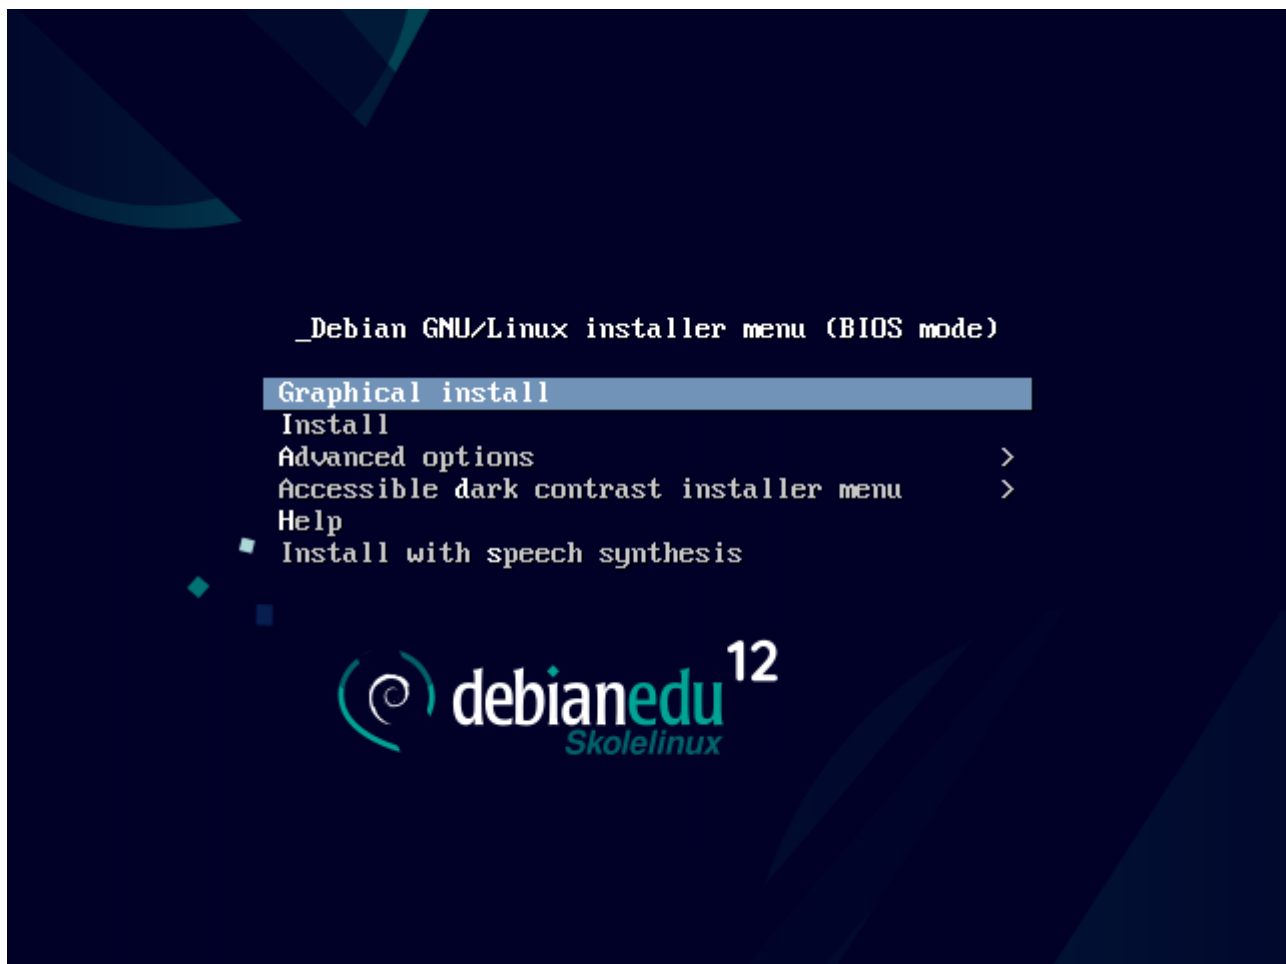 _Debian GNU/Linux installer menu (BIOS mode)
Graphical install
Install
Advanced options >
Accessible dark contrast installer menu >
Help
Install with speech synthesis
debianedu 12
Skolelinux